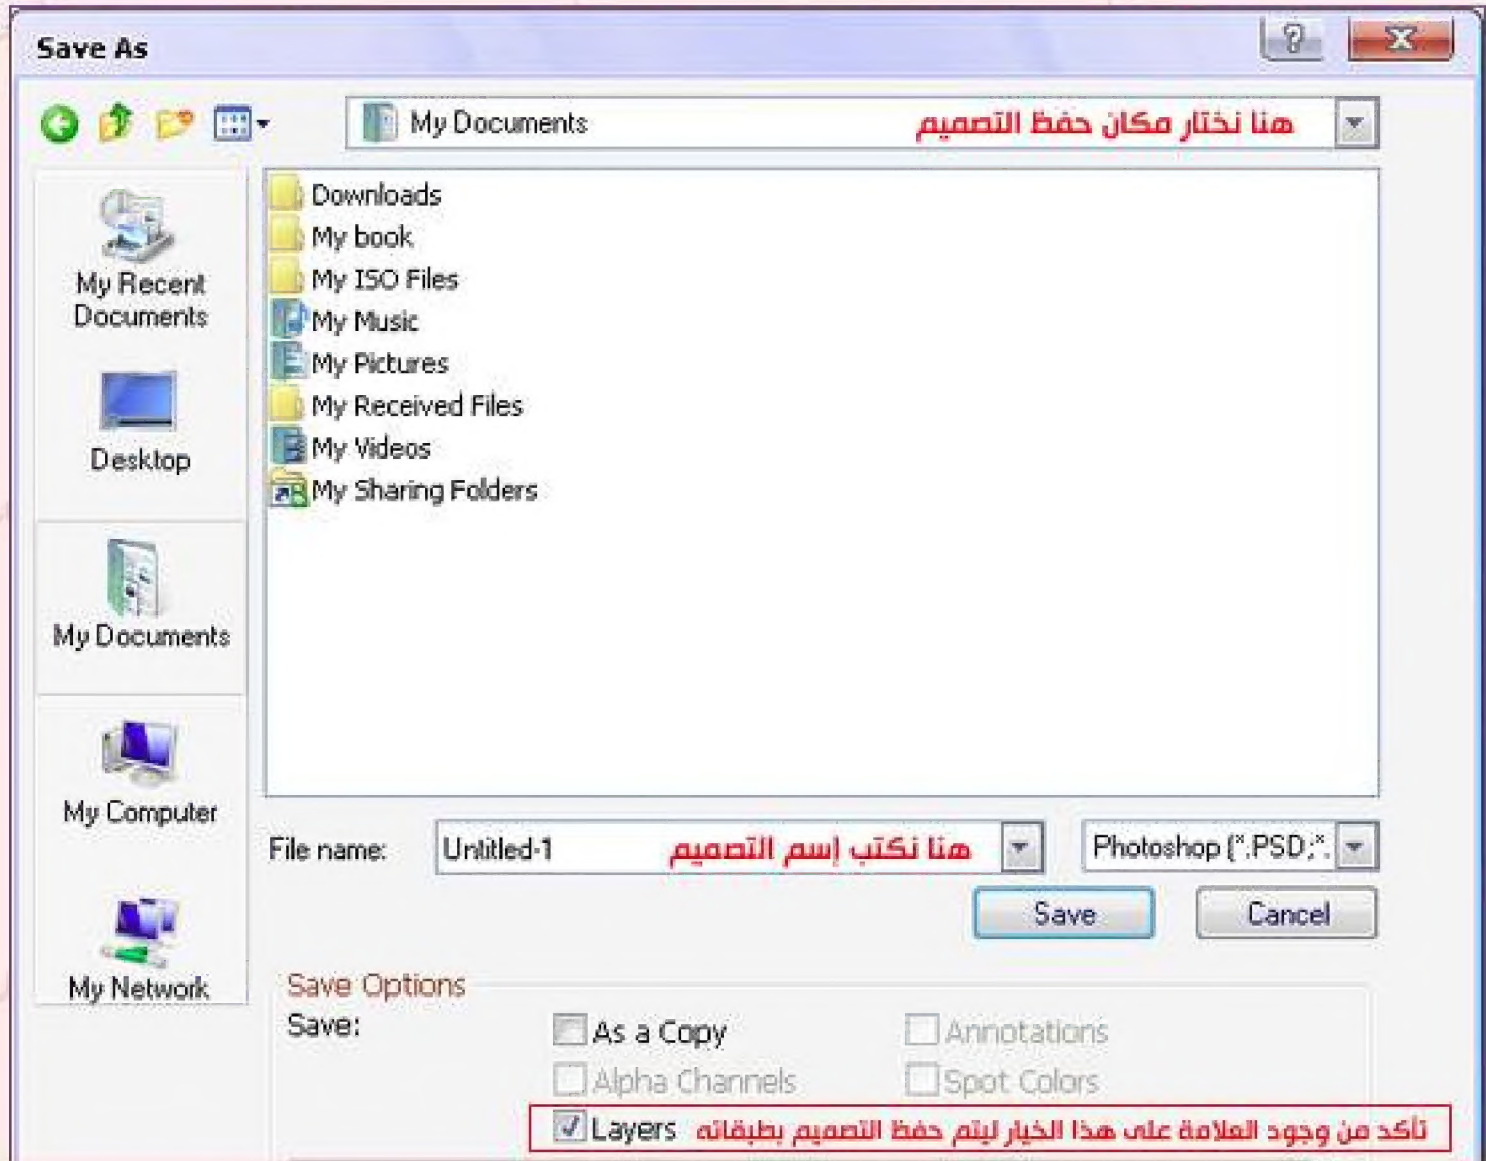 Save As
My Documents هنا نختار مكان حفظ التصميم
My Recent
Documents
Desktop
My Documents
My Computer
My Network
Downloads
My book
My ISO Files
My Music
My Pictures
My Received Files
My Videos
My Sharing Folders
File name: Untitled-1 هنا نكتب إسم التصميم Photoshop (*.PSD;*.
Save Cancel
Save Options
Save: As a Copy Annotations
Alpha Channels Spot Colors
Layers تأكد من وجود العلامة على هذا الخيار ليتم حفظ التصميم بطبقاته